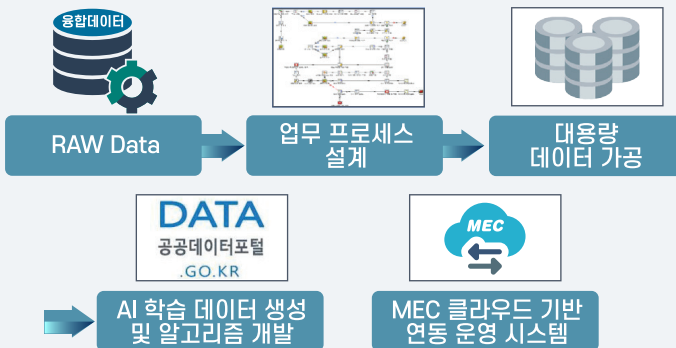 융합데이터
RAW Data
업무 프로세스
설계
대용량
데이터 가공
DATA
공공데이터포털
.GO.KR
AI 학습 데이터 생성
및 알고리즘 개발
MEC
MEC 클라우드 기반
연동 운영 시스템